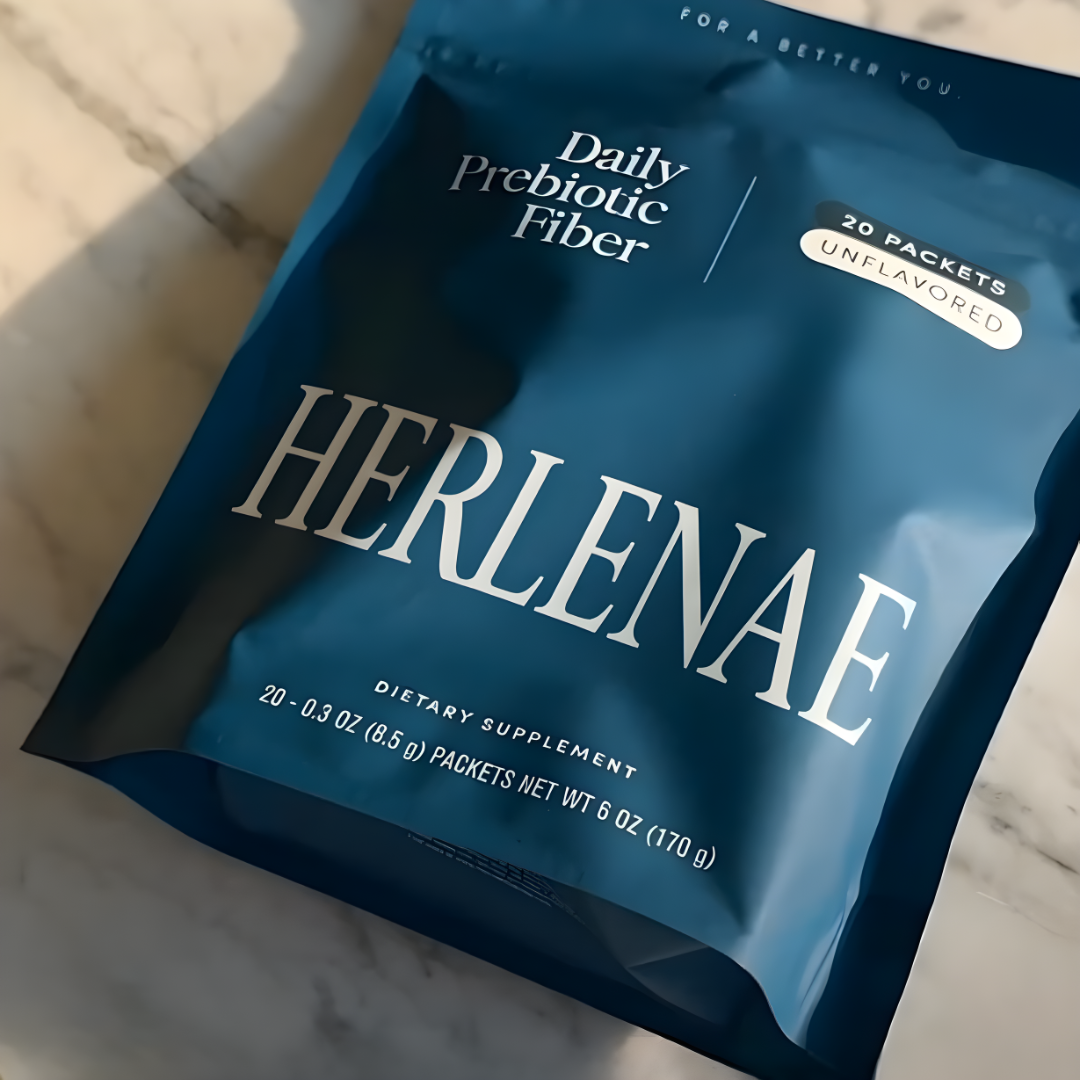 FOR A BETTER YOU.
Daily
Prebiotic
Fiber
20 PACKETS
UNFLAVORED
HERLENAE
DIETARY SUPPLEMENT
20 - 0.3 OZ (8.5 g) PACKETS NET WT 6 OZ (170 g)